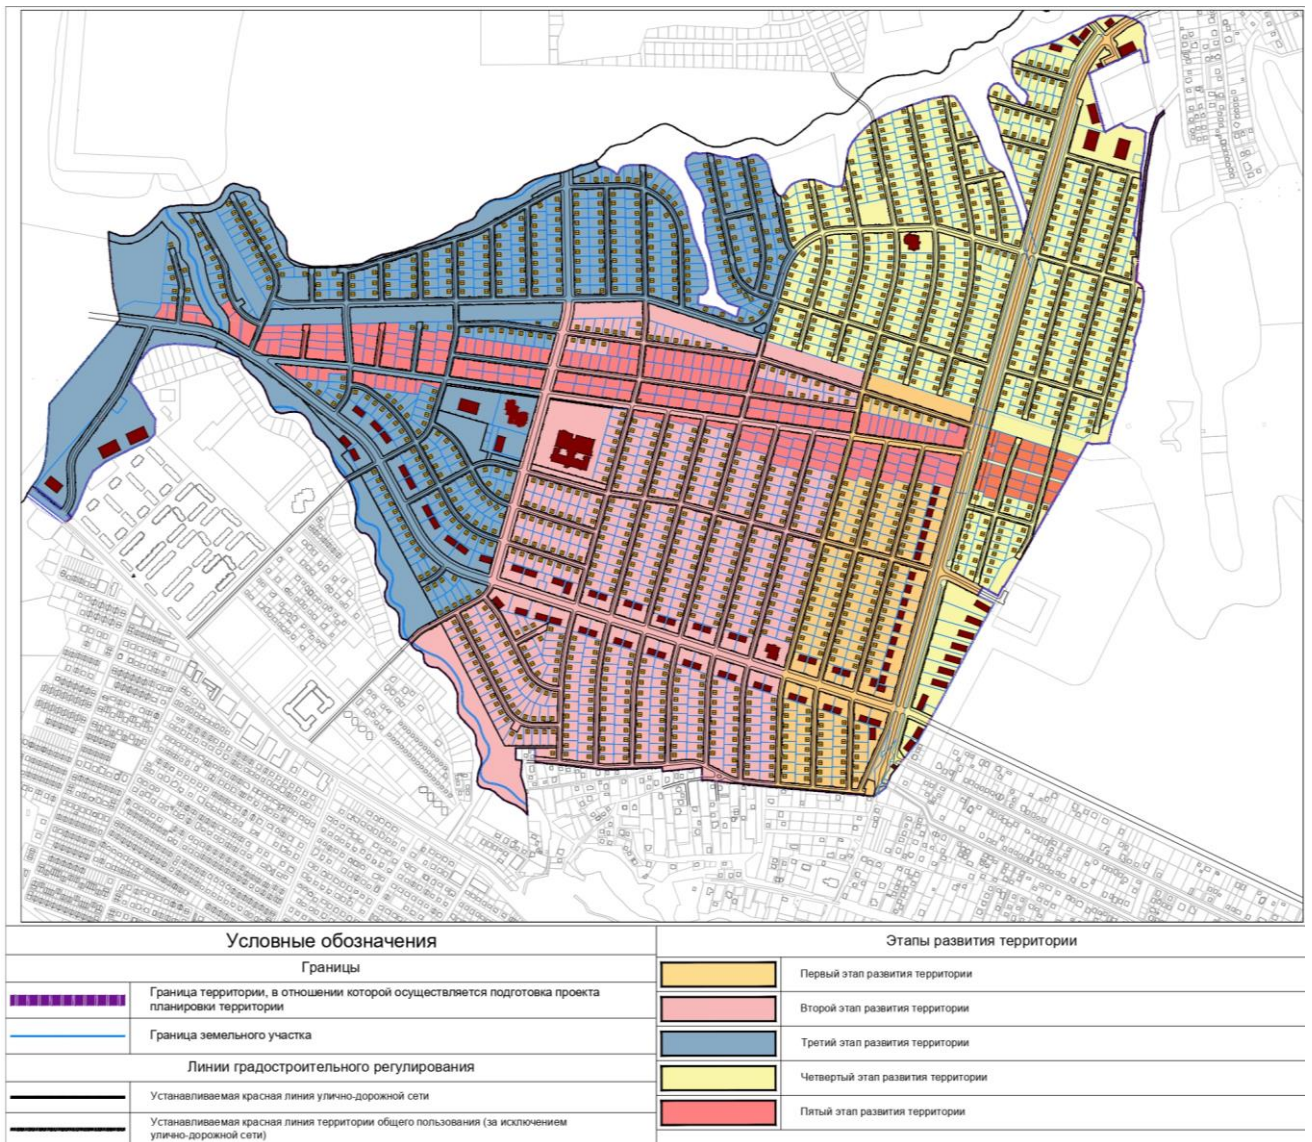 Условные обозначения
Границы
Граница территории, в отношении которой осуществляется подготовка проекта
планировки территории
Граница земельного участка
Линии градостроительного регулирования
Устанавливаемая красная линия улично-дорожной сети
Устанавливаемая красная линия территории общего пользования (за исключением
улично-дорожной сети)
Этапы развития территории
Первый этап развития территории
Второй этап развития территории
Третий этап развития территории
Четвертый этап развития территории
Пятый этап развития территории